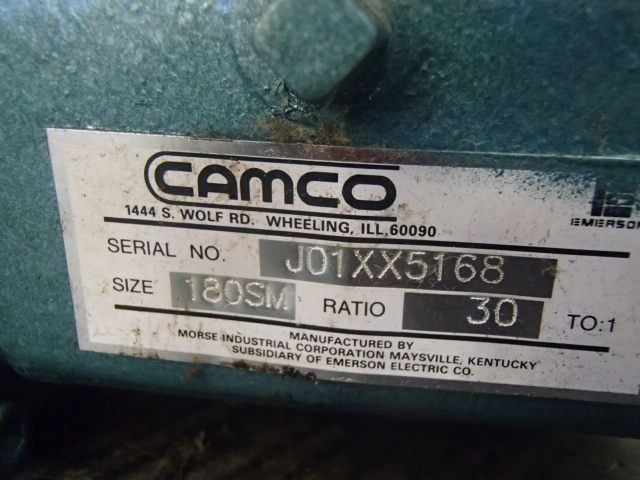 CAMCO
1444 S. WOLF RD. WHEELING, ILL. 60090
EMERSON
SERIAL NO. J01XX5168
SIZE 180SM RATIO 30 TO:1
MANUFACTURED BY
MORSE INDUSTRIAL CORPORATION MAYSVILLE, KENTUCKY
SUBSIDIARY OF EMERSON ELECTRIC CO.